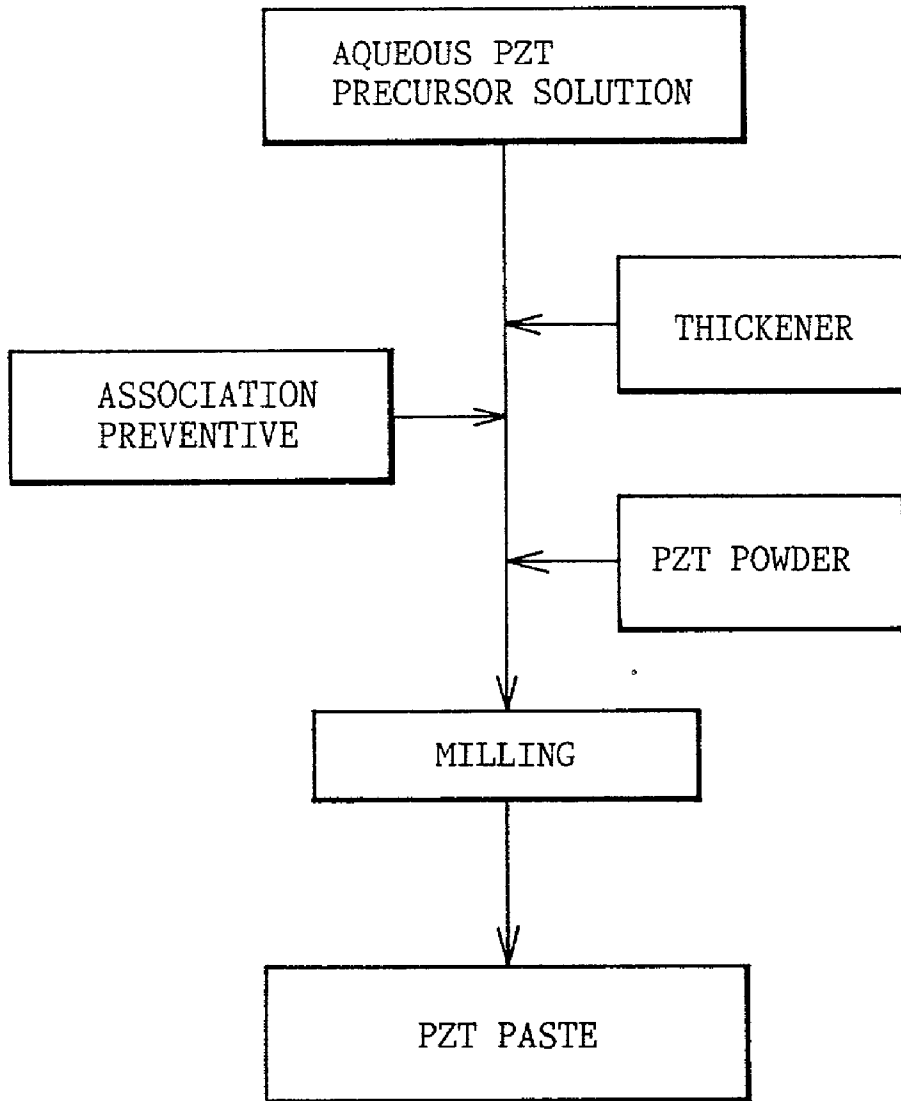 AQUEOUS PZT
PRECURSOR SOLUTION
THICKENER
ASSOCIATION
PREVENTIVE
PZT POWDER
MILLING
PZT PASTE